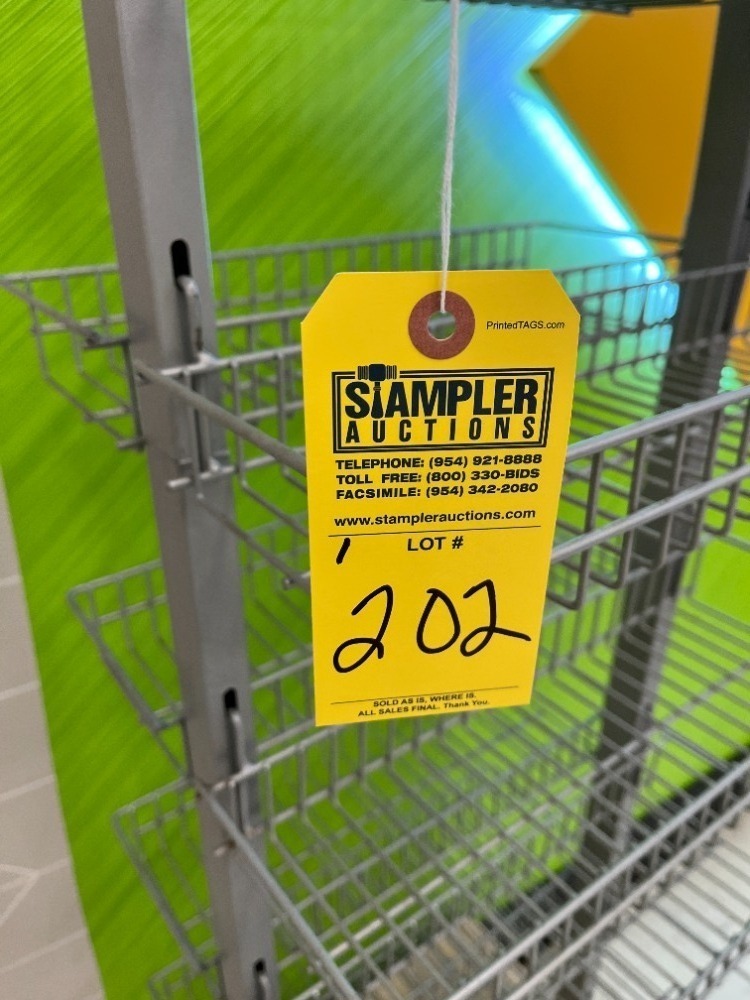 PrintedTAGS.com
STAMPLER
AUCTIONS
TELEPHONE: (954) 921-8888
TOLL FREE: (800) 330-BIDS
FACSIMILE: (954) 342-2080
www.stamplerauctions.com
LOT #
202
SOLD AS IS, WHERE IS.
ALL SALES FINAL. Thank You.